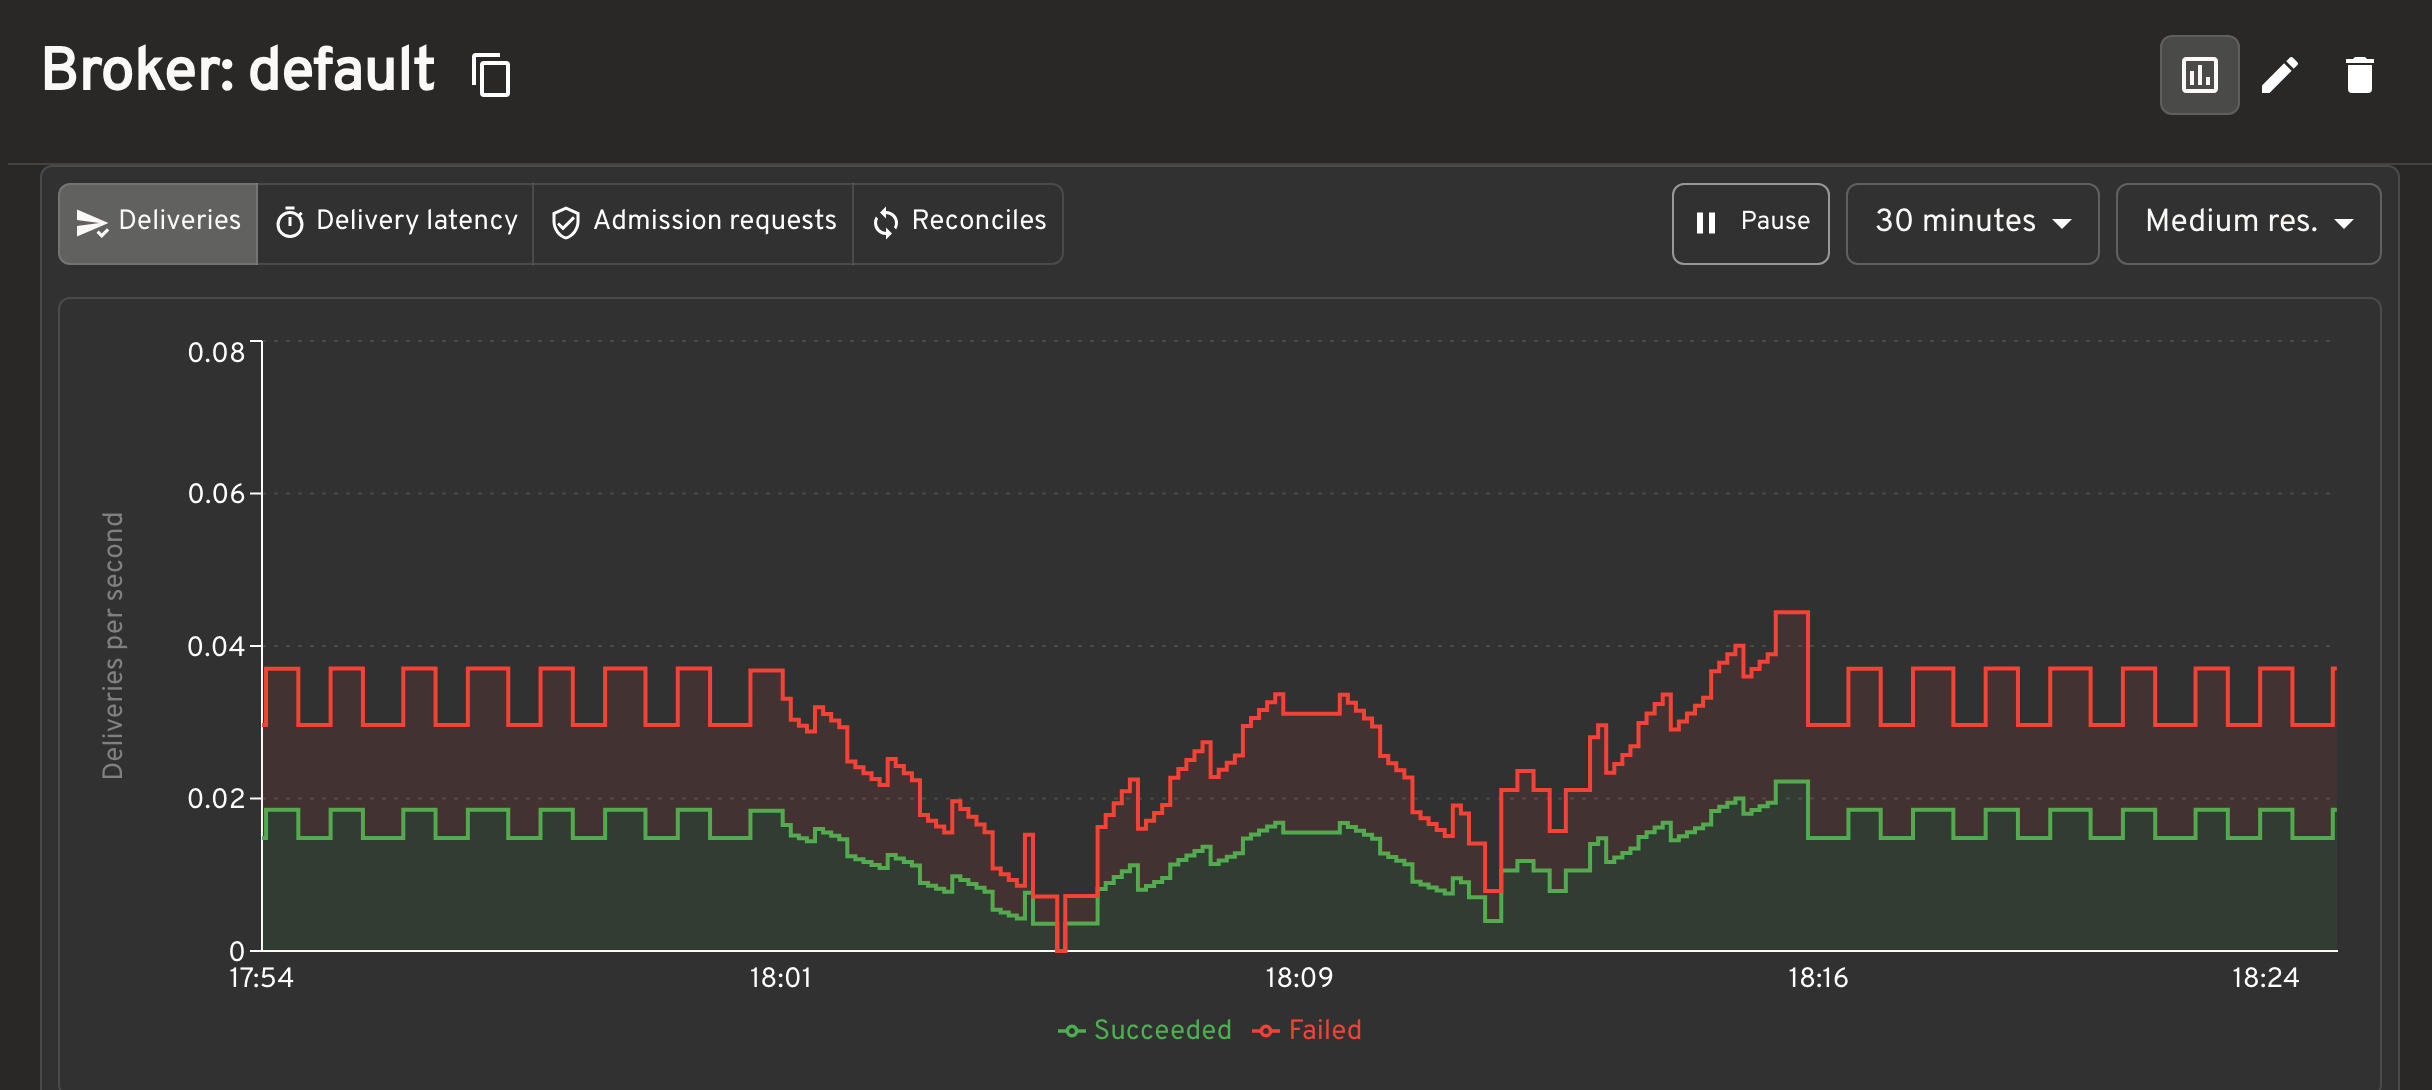 Broker: default
Deliveries
Delivery latency
Admission requests
Reconciles
Pause
30 minutes
Medium res.
Deliveries per second
0.08
0.06
0.04
0.02
0
17:54
18:01
18:09
18:16
18:24
Succeeded
Failed